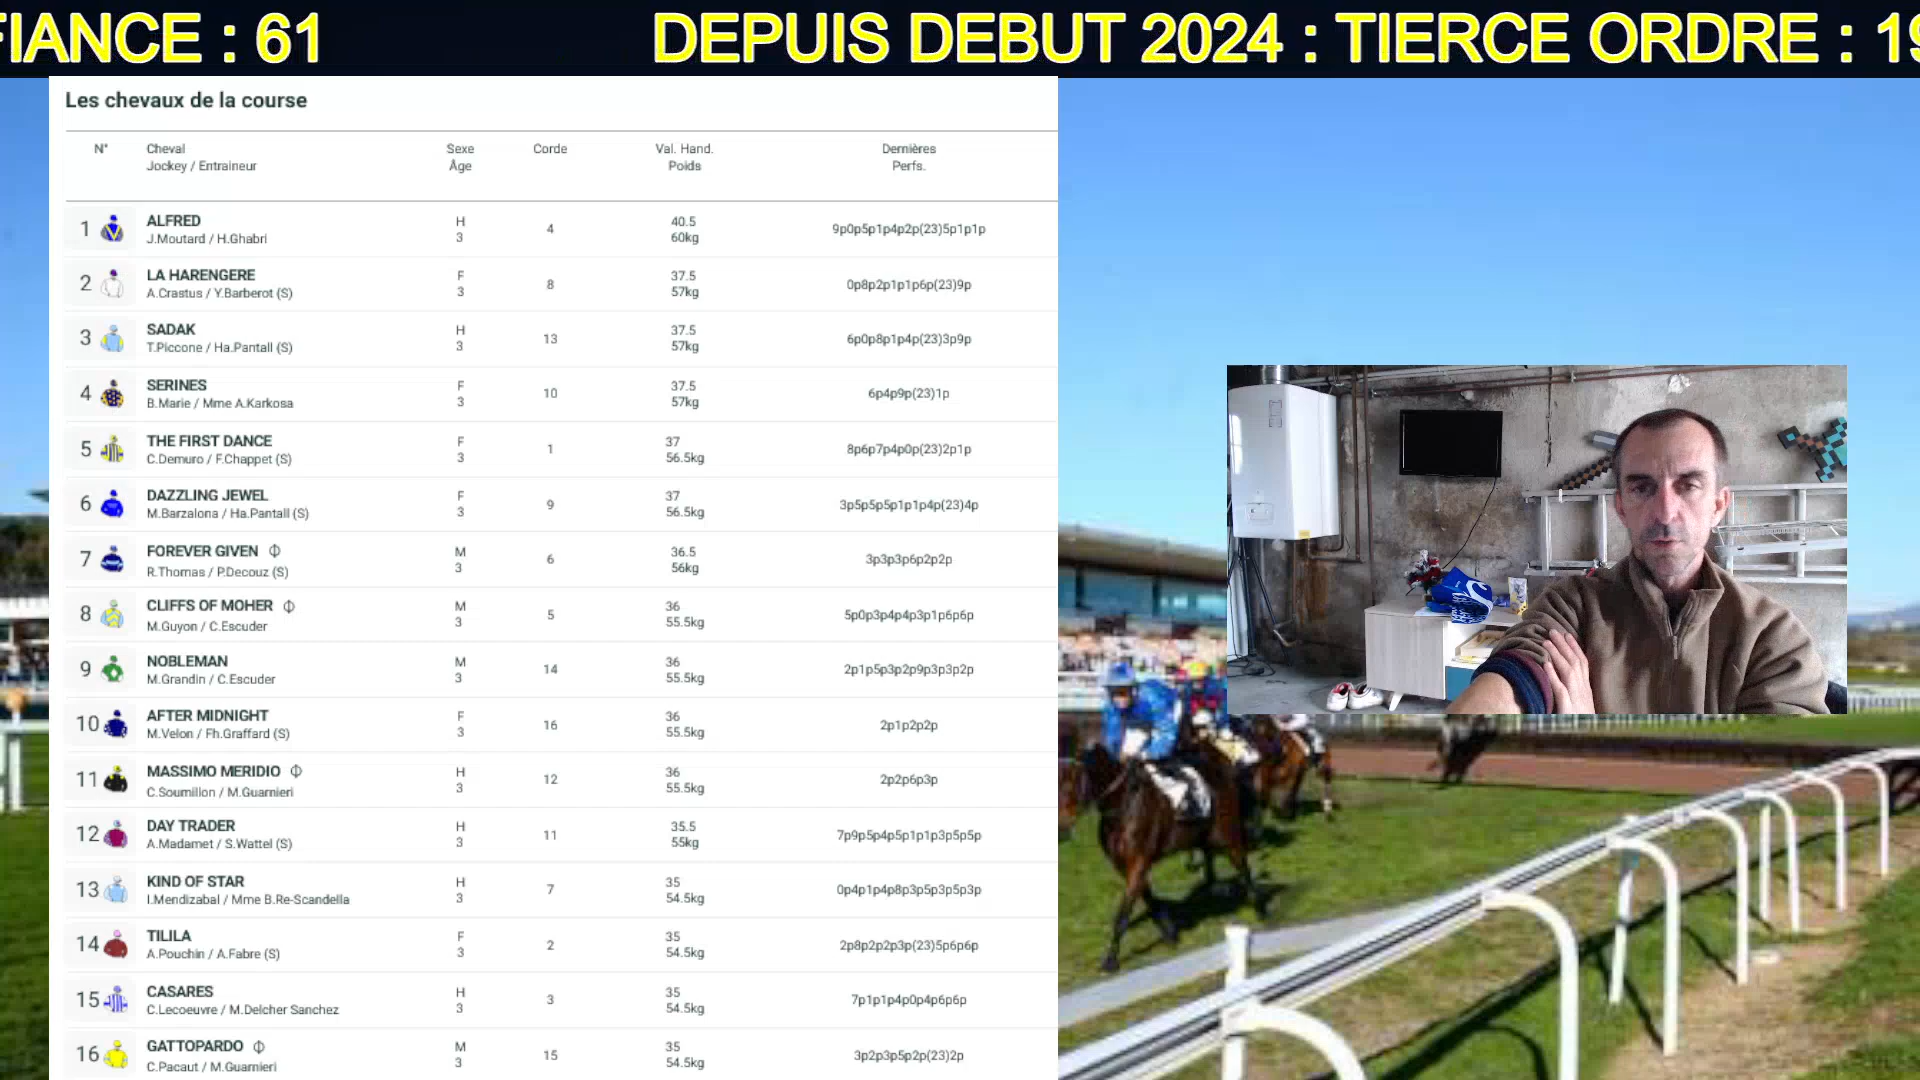 FIANCE : 61 DEPUIS DEBUT 2024 : TIERCE ORDRE : 19
Les chevaux de la course
N° Cheval Sexe Corde Val. Hand. Dernières
Jockey / Entraineur Âge Poids Perfs.
1 ALFRED H 4 40.5 9p0p5p1p4p2p(23)5p1p1p
J.Moutard / H.Ghabri 3 60kg
2 LA HARENGERE F 8 37.5 0p8p2p1p1p6p(23)9p
A.Crastus / Y.Barberot (S) 3 57kg
3 SADAK H 13 37.5 6p0p8p1p4p(23)3p9p
T.Piccone / Ha.Pantall (S) 3 57kg
4 SERINES F 10 37.5 6p4p9p(23)1p
B.Marie / Mme A.Karkosa 3 57kg
5 THE FIRST DANCE F 1 37 8p6p7p4p0p(23)2p1p
C.Demuro / F.Chappet (S) 3 56.5kg
6 DAZZLING JEWEL F 9 37 3p5p5p5p1p1p4p(23)4p
M.Barzalona / Ha.Pantall (S) 3 56.5kg
7 FOREVER GIVEN M 6 36.5 3p3p3p6p2p2p
R.Thomas / P.Decouz (S) 3 56kg
8 CLIFFS OF MOHER M 5 36 5p0p3p4p4p3p1p6p6p
M.Guyon / C.Escuder 3 55.5kg
9 NOBLEMAN M 14 36 2p1p5p3p2p9p3p3p2p
M.Grandin / C.Escuder 3 55.5kg
10 AFTER MIDNIGHT F 16 36 2p1p2p2p
M.Velon / Fh.Graffard (S) 3 55.5kg
11 MASSIMO MERIDIO H 12 36 2p2p6p3p
C.Soumillon / M.Guarnieri 3 55.5kg
12 DAY TRADER H 11 35.5 7p9p5p4p5p1p1p3p5p5p
A.Madamet / S.Wattel (S) 3 55kg
13 KIND OF STAR H 7 35 0p4p1p4p8p3p5p3p5p3p
I.Mendizabal / Mme B.Re-Scandella 3 54.5kg
14 TILILA F 2 35 2p8p2p2p3p(23)5p6p6p
A.Pouchin / A.Fabre (S) 3 54.5kg
15 CASARES H 3 35 7p1p1p4p0p4p6p6p
C.Lecoeuvre / M.Delcher Sanchez 3 54.5kg
16 GATTOPARDO M 15 35 3p2p3p5p2p(23)2p
C.Pacaut / M.Guarnieri 3 54.5kg